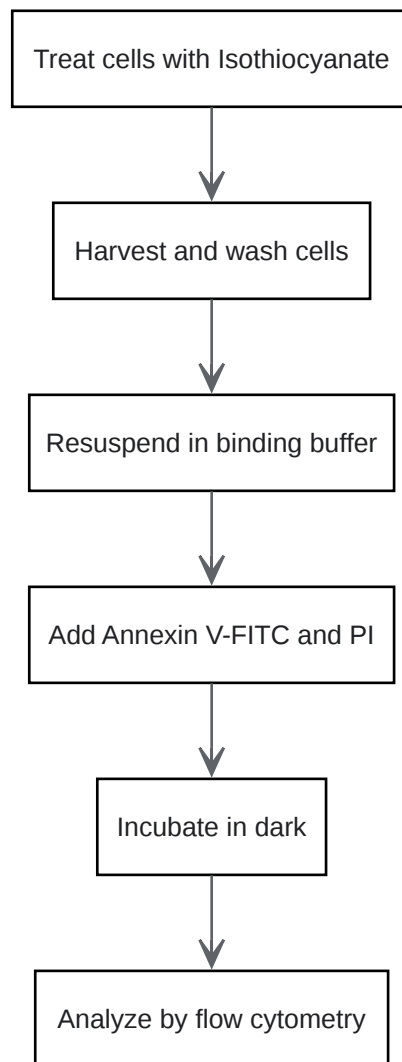 Treat cells with Isothiocyanate
Harvest and wash cells
Resuspend in binding buffer
Add Annexin V-FITC and PI
Incubate in dark
Analyze by flow cytometry